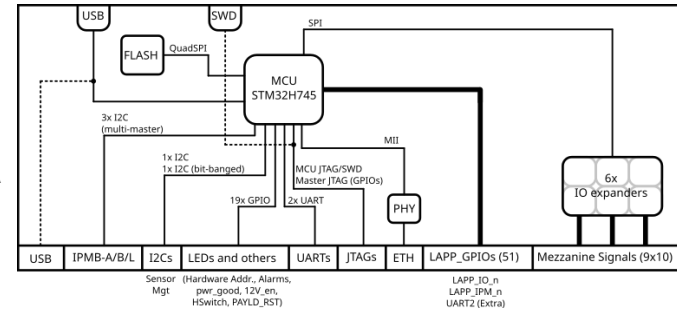 USB
SWD
SPI
FLASH
QuadSPI
MCU
STM32H745
3x I2C
(multi-master)
MII
1x I2C
1x I2C (bit-banged)
MCU JTAG/SWD
Master JTAG (GPIOs)
6x
IO expanders
19x GPIO
2x UART
PHY
USB
IPMB-A/B/L
I2Cs
LEDs and others
UARTs
JTAGs
ETH
LAPP_GPIOs (51)
Mezzanine Signals (9x10)
Sensor
Mgt
(Hardware Addr., Alarms,
pwr_good, 12V_en,
HSwitch, PAYLD_RST)
LAPP_IO_n
LAPP_IPM_n
UART2 (Extra)